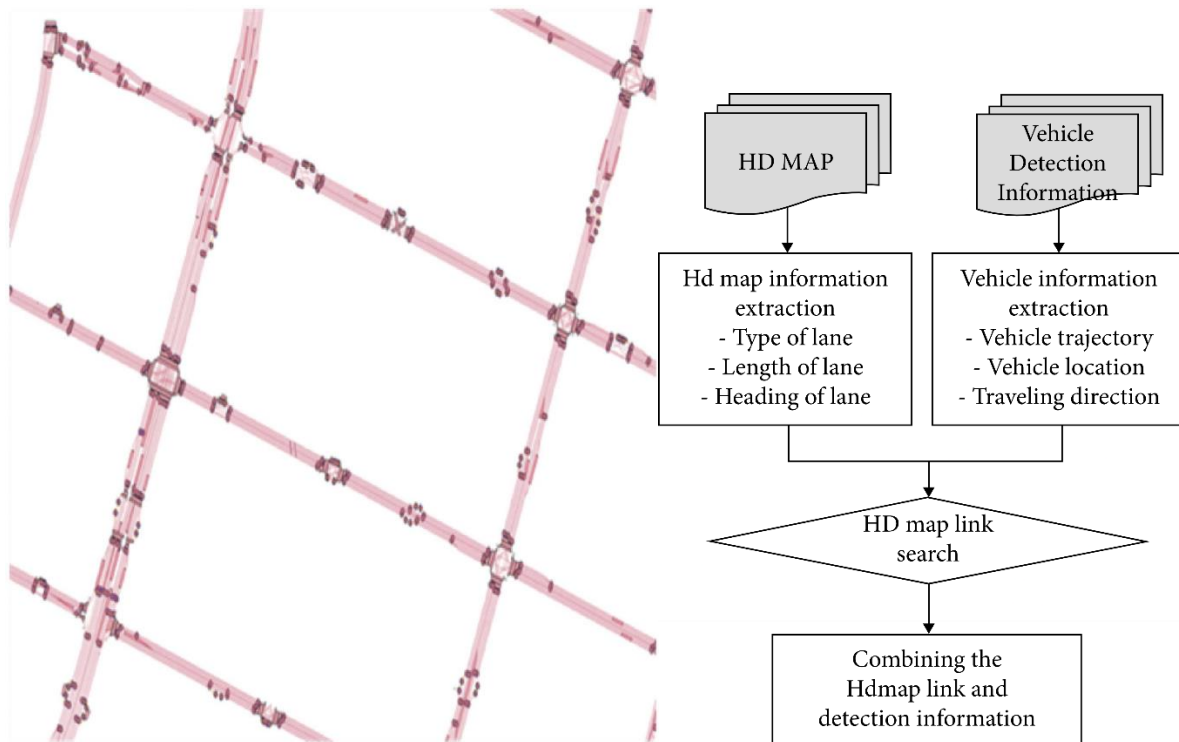 HD MAP
Vehicle
Detection
Information
Hd map information
extraction
- Type of lane
- Length of lane
- Heading of lane
Vehicle information
extraction
- Vehicle trajectory
- Vehicle location
- Traveling direction
HD map link
search
Combining the
Hdmap link and
detection information